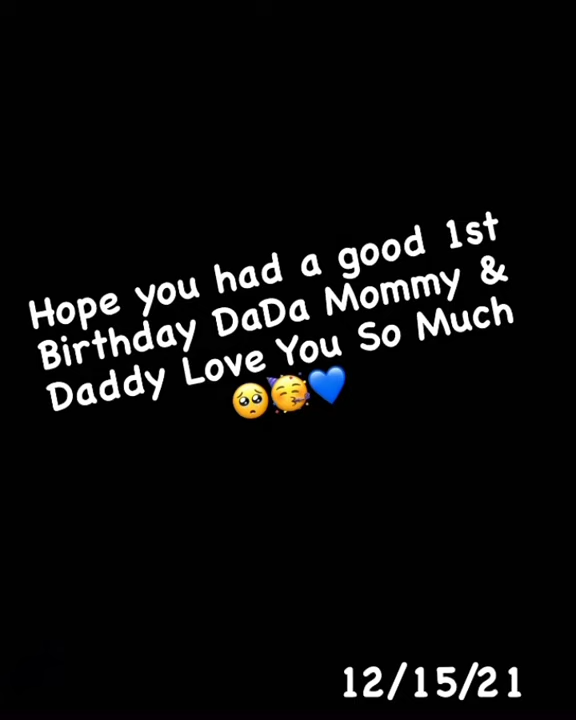 Hope you had a good 1st
Birthday DaDa Mommy &
Daddy Love You So Much
🥺🥳💙
12/15/21